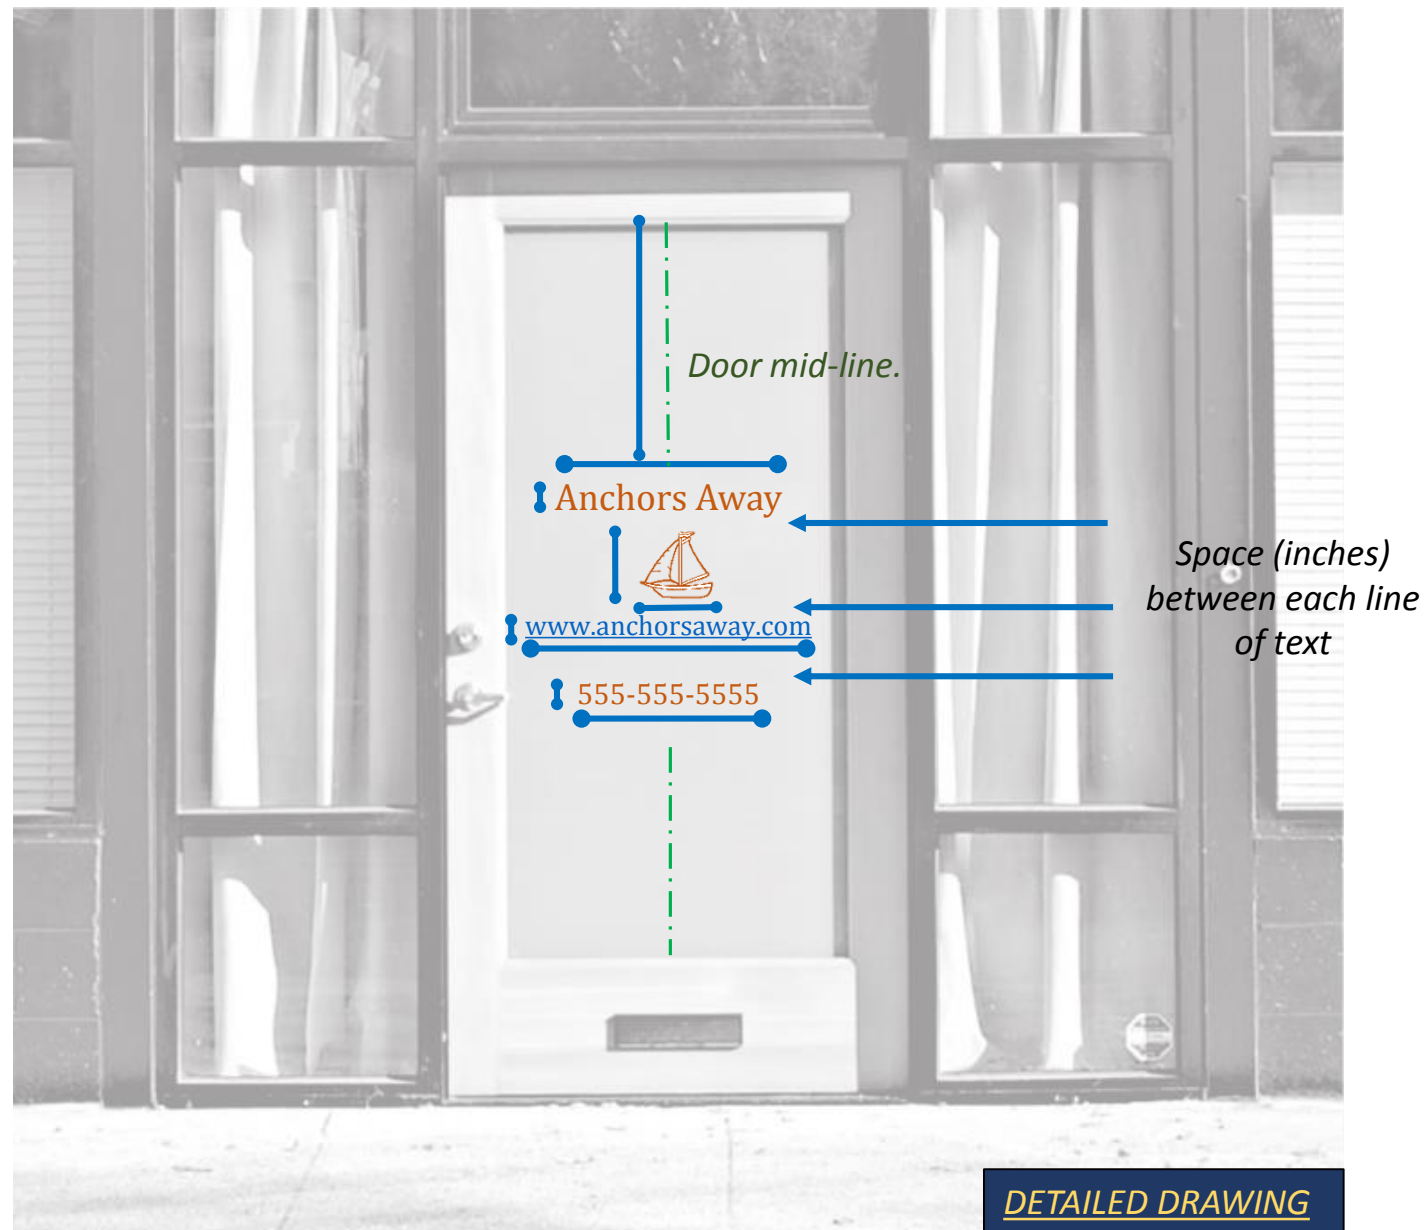 Door mid-line.
Anchors Away
Space (inches)
between each line
of text
www.anchorsaway.com
555-555-5555
DETAILED DRAWING